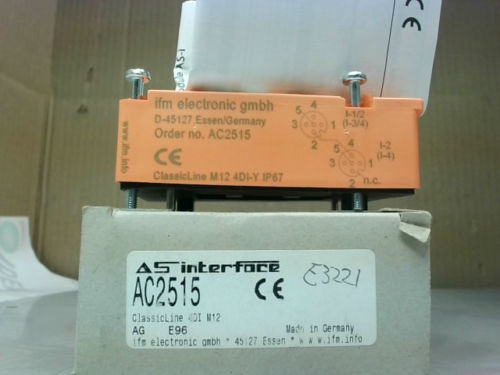 ifm electronic gmbh
D-45127 Essen/Germany
Order no. AC2515
CE
ClassicLine M12 4DI-Y IP67
www.ifm.info
5 4
3 1
2
I-1/2
(I-3/4)
5 4
3 1
2
I-2
(I-4)
n.c.
CE
AS interface
E3221
AC2515
CE
ClassicLine 4DI M12
AG E96
Made in Germany
ifm electronic gmbh * 45127 Essen * www.ifm.info